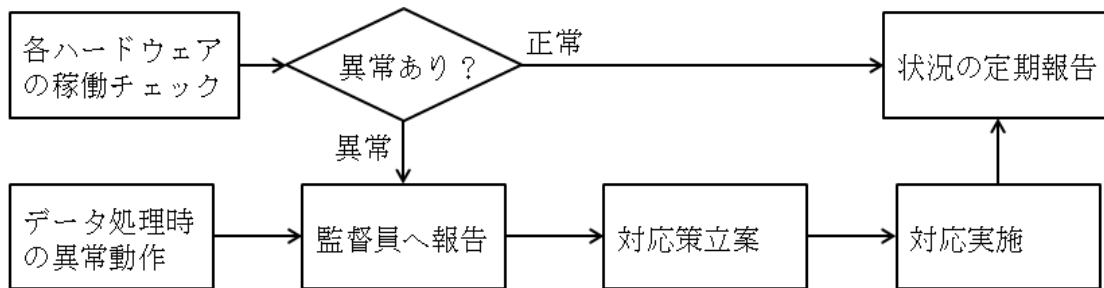 各ハードウェア
の稼働チェック
異常あり？
正常
状況の定期報告
異常
データ処理時
の異常動作
監督員へ報告
対応策立案
対応実施